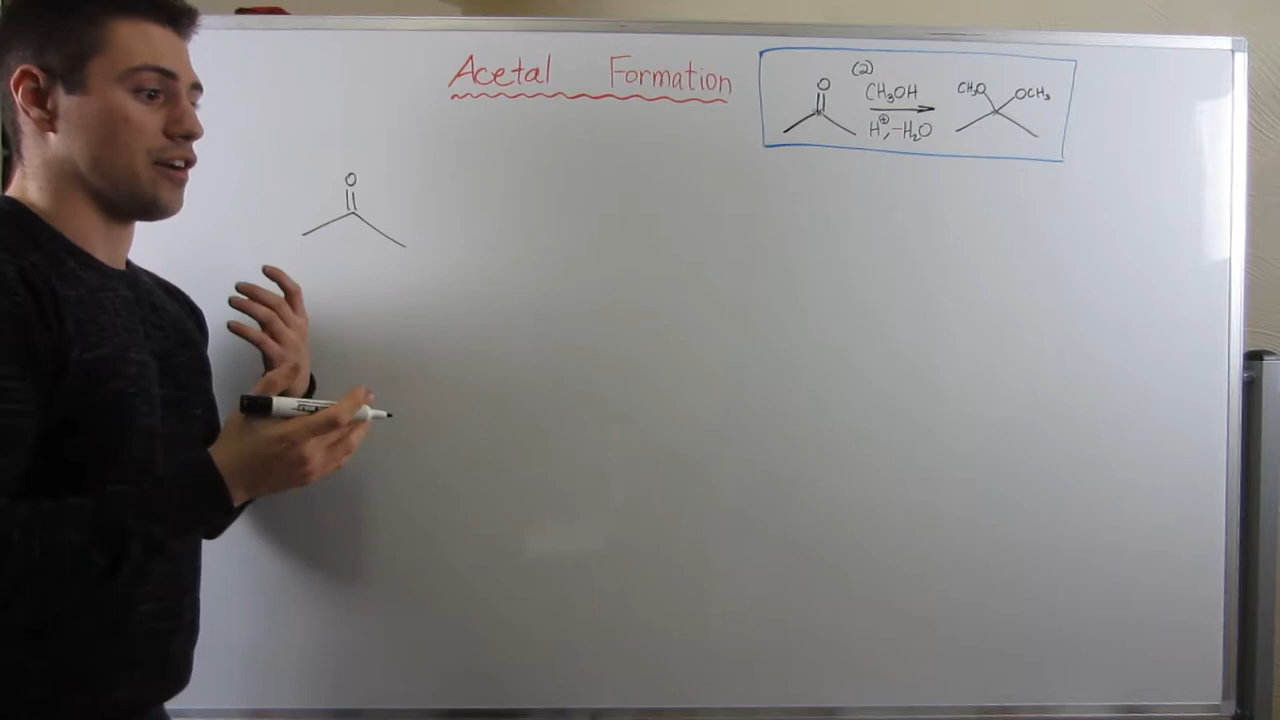 Acetal Formation
O
(2)
CH₃OH
H⊕, -H₂O
CH₃O OCH₃
O